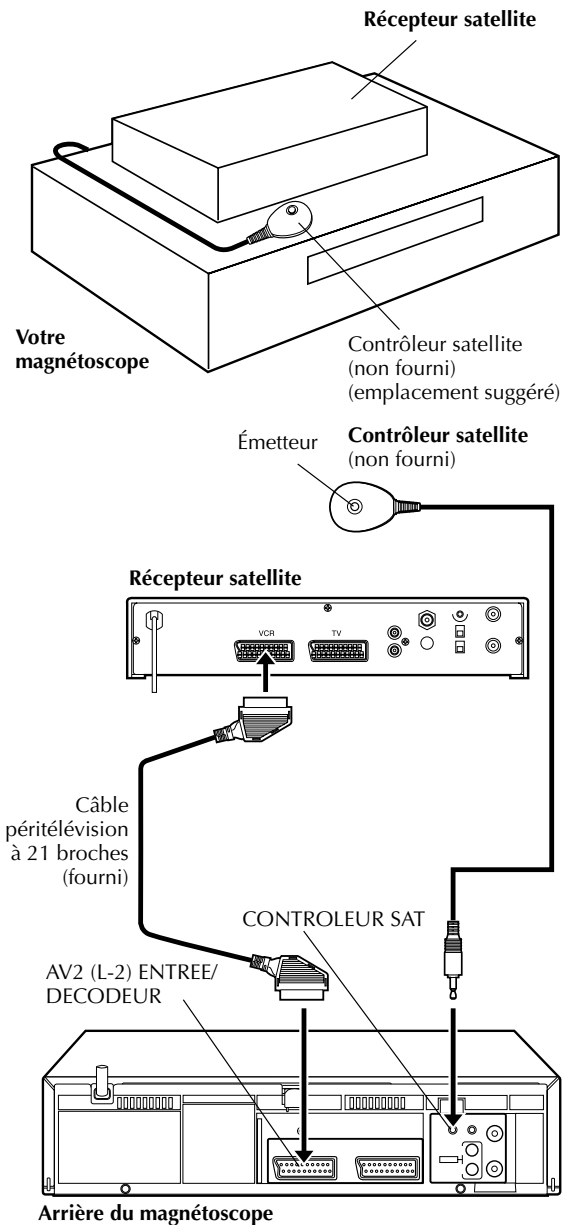 Récepteur satellite
Votre
magnétoscope
Contrôleur satellite
(non fourni)
(emplacement suggéré)
Émetteur
Contrôleur satellite
(non fourni)
Récepteur satellite
VCR
TV
Câble
péritélévision
à 21 broches
(fourni)
CONTROLEUR SAT
AV2 (L-2) ENTREE/
DECODEUR
Arrière du magnétoscope